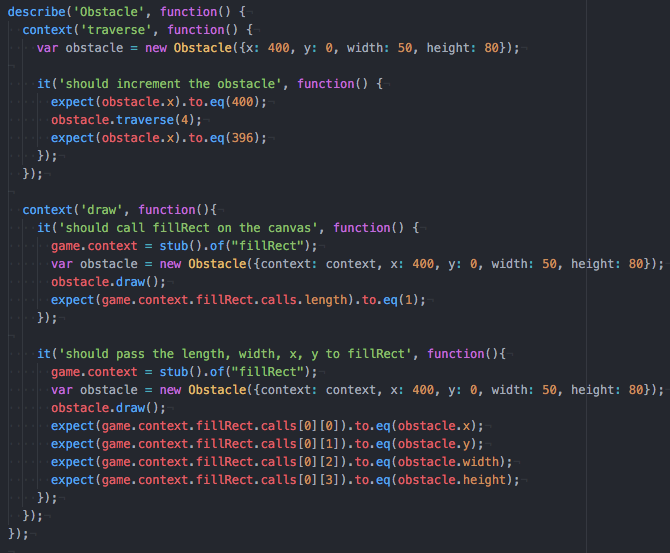 describe('Obstacle', function() {
  context('traverse', function() {
    var obstacle = new Obstacle({x: 400, y: 0, width: 50, height: 80});

    it('should increment the obstacle', function() {
      expect(obstacle.x).to.eq(400);
      obstacle.traverse(4);
      expect(obstacle.x).to.eq(396);
    });
  });

  context('draw', function(){
    it('should call fillRect on the canvas', function() {
      game.context = stub().of("fillRect");
      var obstacle = new Obstacle({context: context, x: 400, y: 0, width: 50, height: 80});
      obstacle.draw();
      expect(game.context.fillRect.calls.length).to.eq(1);
    });

    it('should pass the length, width, x, y to fillRect', function(){
      game.context = stub().of("fillRect");
      var obstacle = new Obstacle({context: context, x: 400, y: 0, width: 50, height: 80});
      obstacle.draw();
      expect(game.context.fillRect.calls[0][0]).to.eq(obstacle.x);
      expect(game.context.fillRect.calls[0][1]).to.eq(obstacle.y);
      expect(game.context.fillRect.calls[0][2]).to.eq(obstacle.width);
      expect(game.context.fillRect.calls[0][3]).to.eq(obstacle.height);
    });
  });
});